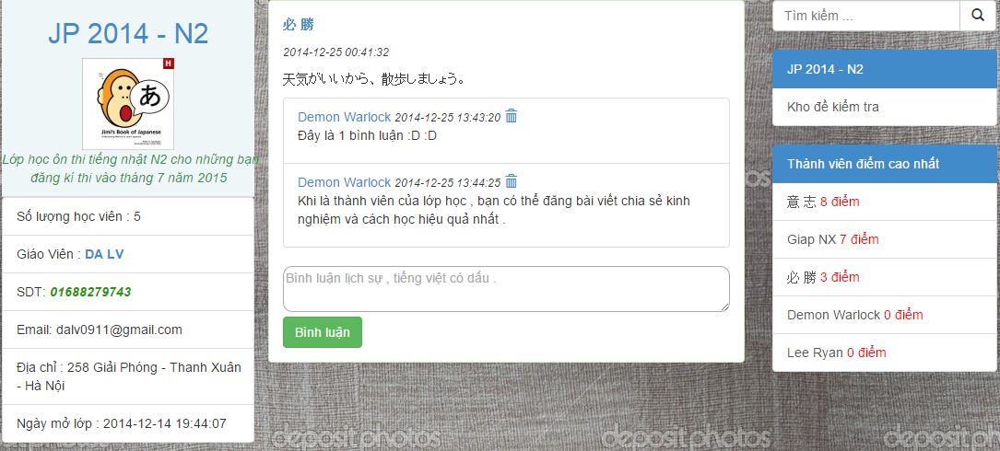 JP 2014 - N2
H
あ
Jimi's Book of Japanese
Lớp học ôn thi tiếng nhật N2 cho những bạn
đăng kí thi vào tháng 7 năm 2015
Số lượng học viên : 5
Giáo Viên : DA LV
SDT: 01688279743
Email: dalv0911@gmail.com
Địa chỉ : 258 Giải Phóng - Thanh Xuân
- Hà Nội
Ngày mở lớp : 2014-12-14 19:44:07
必 勝
2014-12-25 00:41:32
天気がいいから、散歩しましょう。
Demon Warlock 2014-12-25 13:43:20
Đây là 1 bình luận :D :D
Demon Warlock 2014-12-25 13:44:25
Khi là thành viên của lớp học , bạn có thể đăng bài viết chia sẻ kinh
nghiệm và cách học hiệu quả nhất .
Bình luận lịch sự , tiếng việt có dấu .
Bình luận
Tìm kiếm ...
JP 2014 - N2
Kho đề kiểm tra
Thành viên điểm cao nhất
意 志 8 điểm
Giap NX 7 điểm
必 勝 3 điểm
Demon Warlock 0 điểm
Lee Ryan 0 điểm
depositphotos
depositphotos
deposit